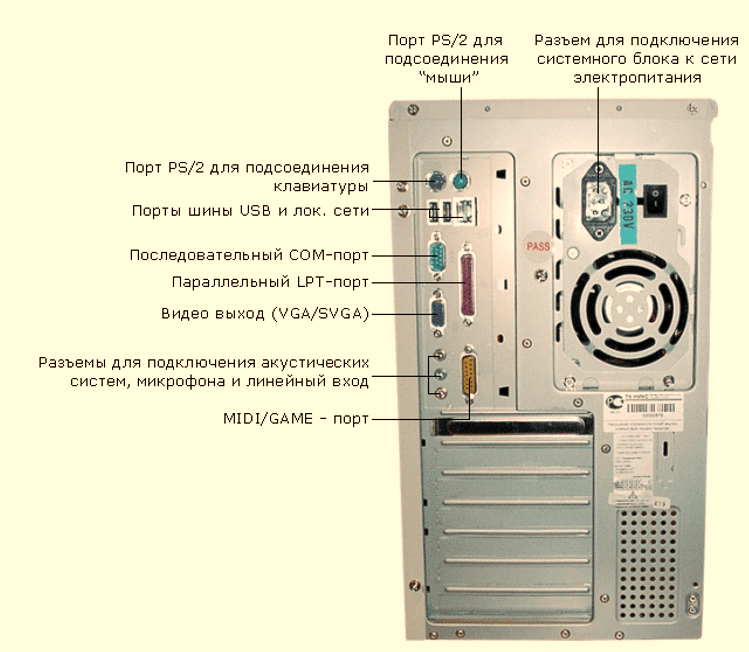 Порт PS/2 для
подсоединения
“мыши”
Разъем для подключения
системного блока к сети
электропитания
Порт PS/2 для подсоединения
клавиатуры
Порты шины USB и лок. сети
Последовательный COM-порт
Параллельный LPT-порт
Видео выход (VGA/SVGA)
Разъемы для подключения акустических
систем, микрофона и линейный вход
MIDI/GAME - порт
AC 230V
PASS